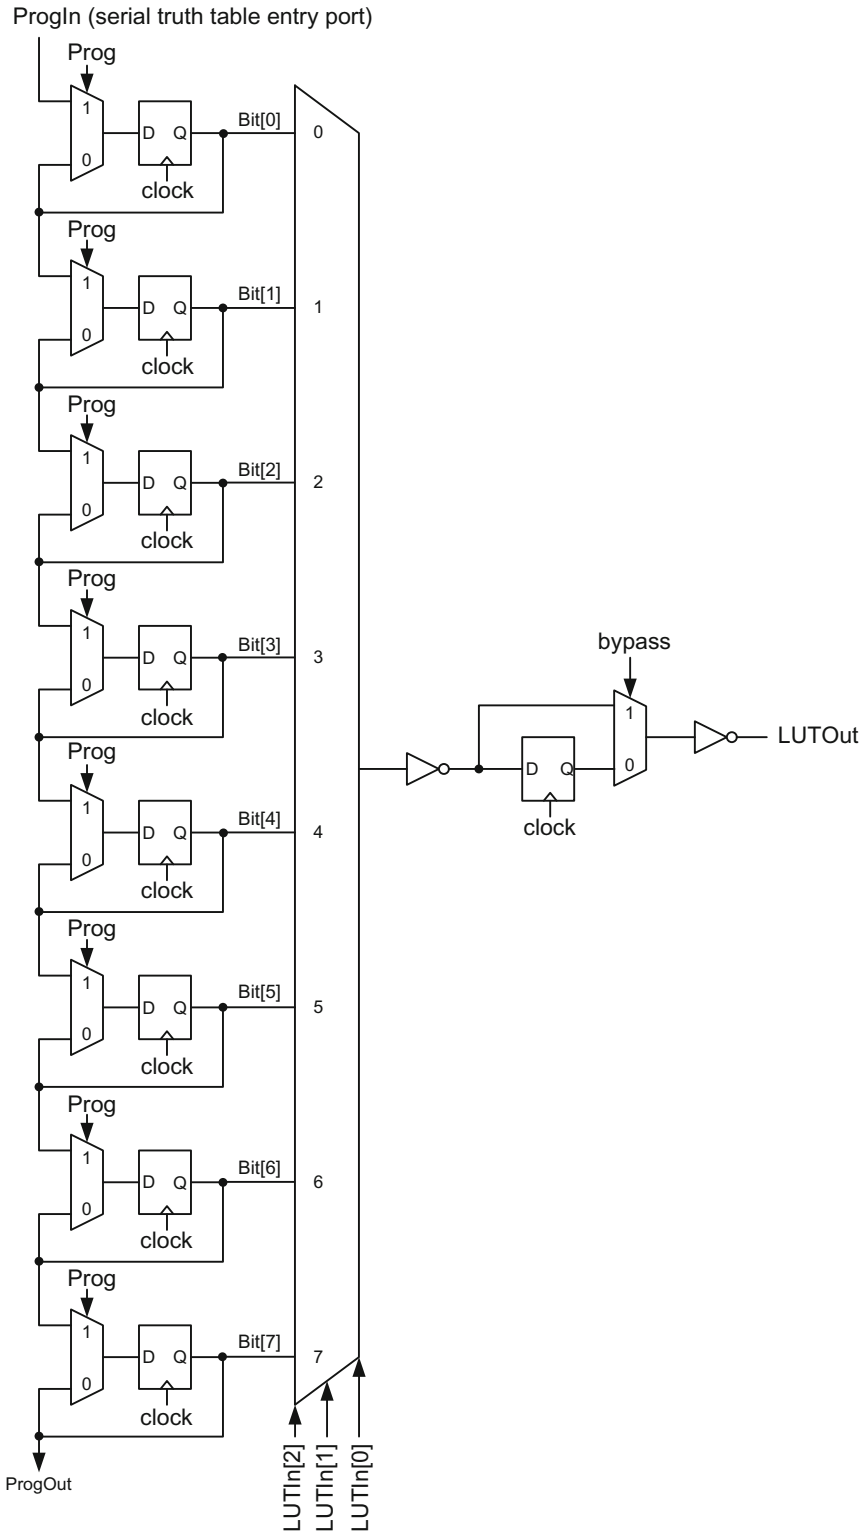 ProgIn (serial truth table entry port)
Prog
1
0
D Q
clock
Bit[0]
0
Prog
1
0
D Q
clock
Bit[1]
1
Prog
1
0
D Q
clock
Bit[2]
2
Prog
1
0
D Q
clock
Bit[3]
3
Prog
1
0
D Q
clock
Bit[4]
4
Prog
1
0
D Q
clock
Bit[5]
5
Prog
1
0
D Q
clock
Bit[6]
6
Prog
1
0
D Q
clock
Bit[7]
7
ProgOut
LUTIn[2]
LUTIn[1]
LUTIn[0]
D Q
clock
bypass
1
0
LUTOut